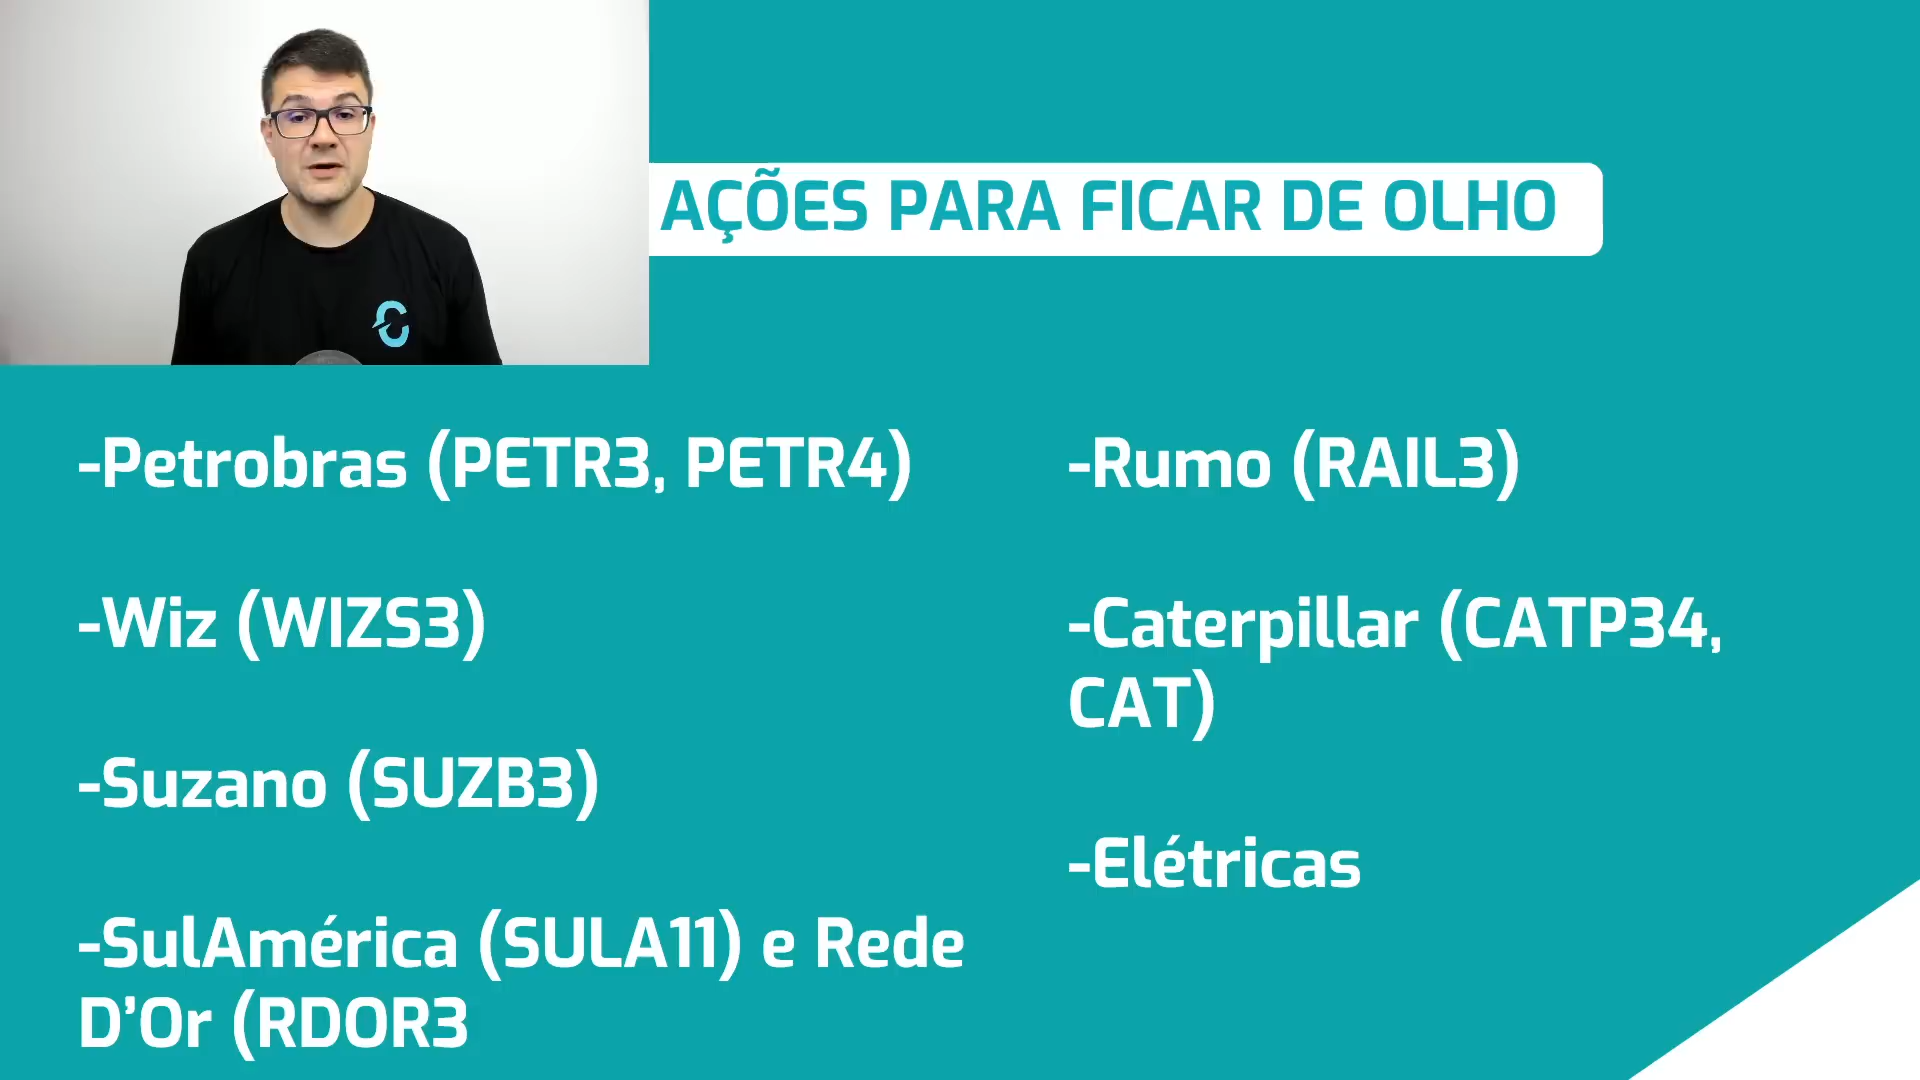 AÇÕES PARA FICAR DE OLHO
-Petrobras (PETR3, PETR4)
-Wiz (WIZS3)
-Suzano (SUZB3)
-SulAmérica (SULA11) e Rede
D’Or (RDOR3
-Rumo (RAIL3)
-Caterpillar (CATP34,
CAT)
-Elétricas